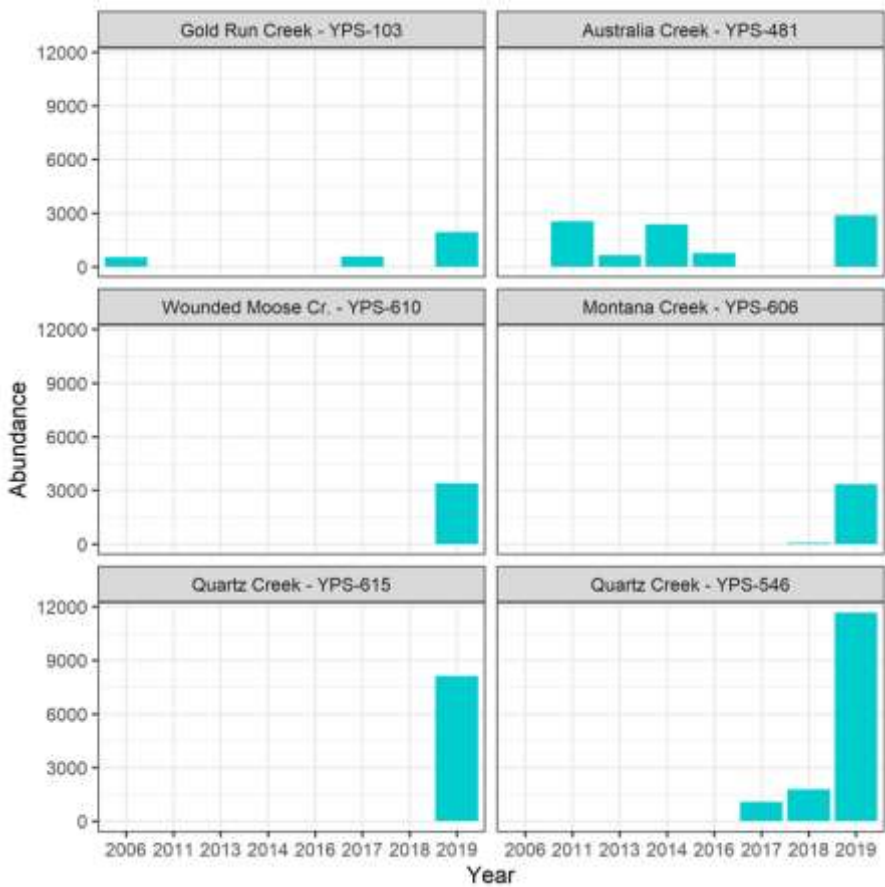 Gold Run Creek - YPS-103
Australia Creek - YPS-481
12000
9000
6000
3000
0
Wounded Moose Cr. - YPS-610
Montana Creek - YPS-606
12000
9000
6000
3000
0
Abundance
Quartz Creek - YPS-615
Quartz Creek - YPS-546
12000
9000
6000
3000
0
2006 2011 2013 2014 2016 2017 2018 2019
2006 2011 2013 2014 2016 2017 2018 2019
Year